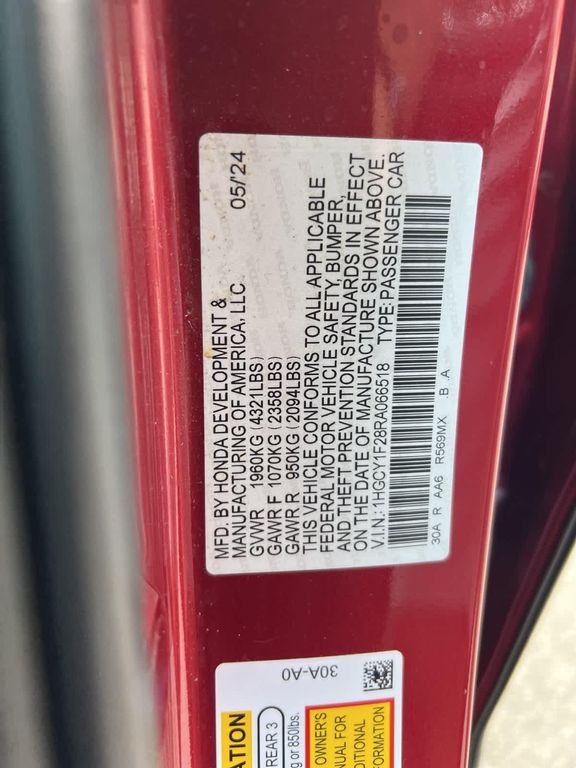 MFD. BY HONDA DEVELOPMENT &
MANUFACTURING OF AMERICA, LLC. 05/'24
GVWR 1960KG (4321LBS)
GAWR F 1070KG (2358LBS)
GAWR R 950KG (2094LBS)
THIS VEHICLE CONFORMS TO ALL APPLICABLE
FEDERAL MOTOR VEHICLE SAFETY, BUMPER,
AND THEFT PREVENTION STANDARDS IN EFFECT
ON THE DATE OF MANUFACTURE SHOWN ABOVE.
V.I.N.: 1HGCY1F28RA066518 TYPE: PASSENGER CAR
30A R AA6 R569MX B .A
30A-A0
ATION
REAR 3
g or 850lbs.
OWNER'S
UAL FOR
DITIONAL
ORMATION